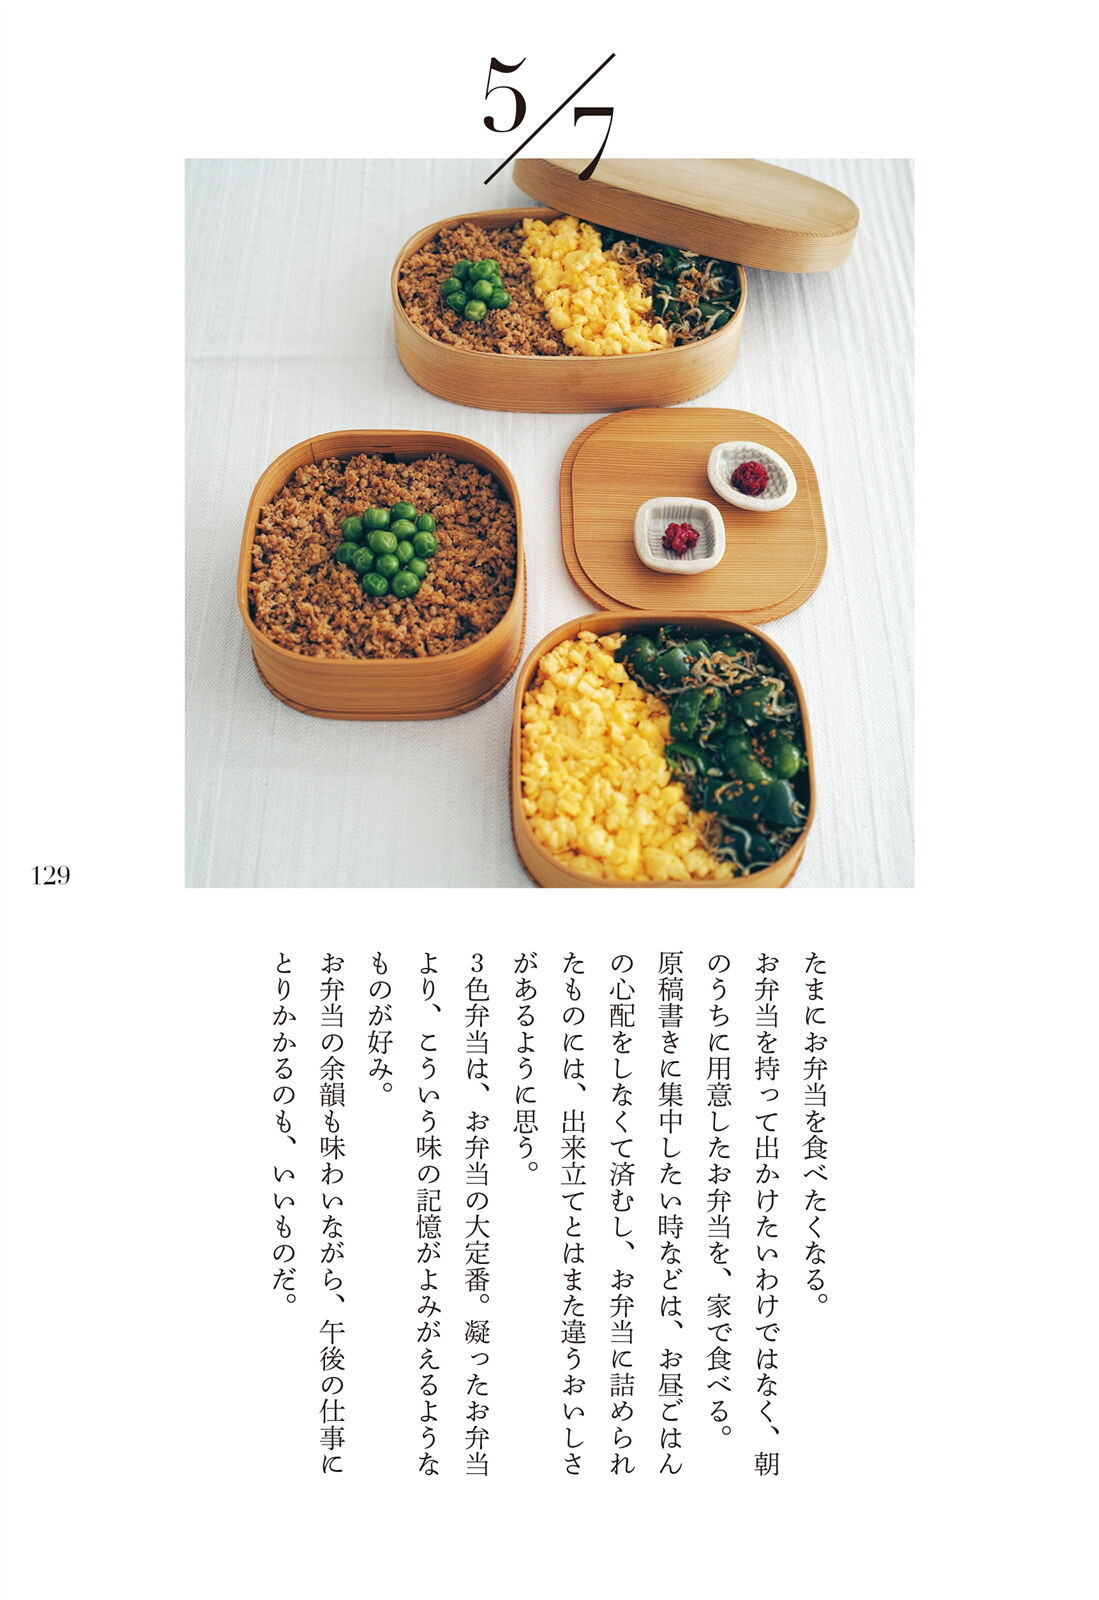 5/7
129
たまにお弁当を食べたくなる。
お弁当を持って出かけたいわけではなく、朝
のうちに用意したお弁当を、家で食べる。
原稿書きに集中したい時などは、お昼ごはん
の心配をしなくて済むし、お弁当に詰められ
たものには、出来立てとはまた違うおいしさ
があるように思う。
3色弁当は、お弁当の大定番。凝ったお弁当
より、こういう味の記憶がよみがえるような
ものが好み。
お弁当の余韻も味わいながら、午後の仕事に
とりかかるのも、いいものだ。